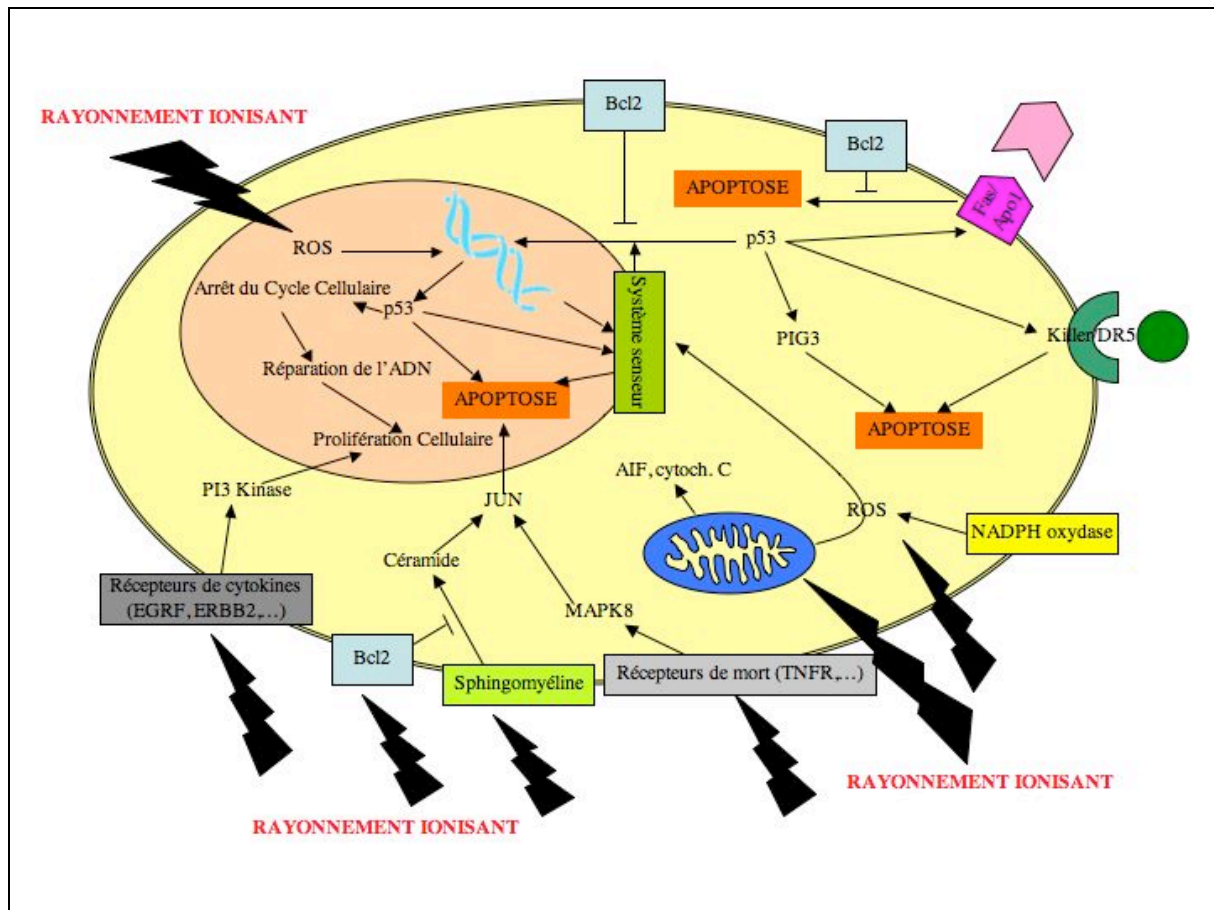 Bcl2
RAYONNEMENT IONISANT
Bcl2
APOPTOSE
Fas/
Apo1
ROS
p53
Arrêt du Cycle Cellulaire
p53
Système senseur
PIG3
Killer/DR5
Réparation de l’ADN
APOPTOSE
APOPTOSE
Prolifération Cellulaire
AIF, cytoch. C
PI3 Kinase
JUN
ROS
NADPH oxydase
Céramide
Récepteurs de cytokines
(EGRF, ERBB2,...)
MAPK8
Bcl2
Sphingomyéline
Récepteurs de mort (TNFR,...)
RAYONNEMENT IONISANT
RAYONNEMENT IONISANT